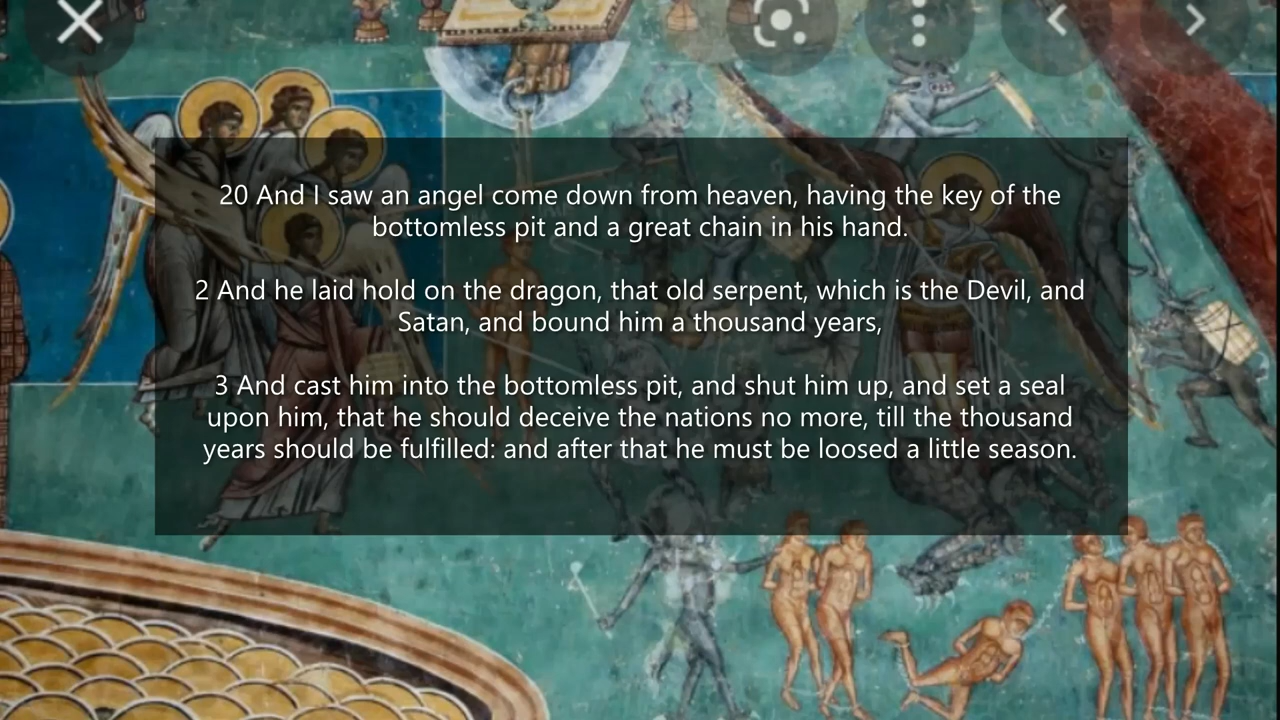 20 And I saw an angel come down from heaven, having the key of the
bottomless pit and a great chain in his hand.
2 And he laid hold on the dragon, that old serpent, which is the Devil, and
Satan, and bound him a thousand years,
3 And cast him into the bottomless pit, and shut him up, and set a seal
upon him, that he should deceive the nations no more, till the thousand
years should be fulfilled: and after that he must be loosed a little season.